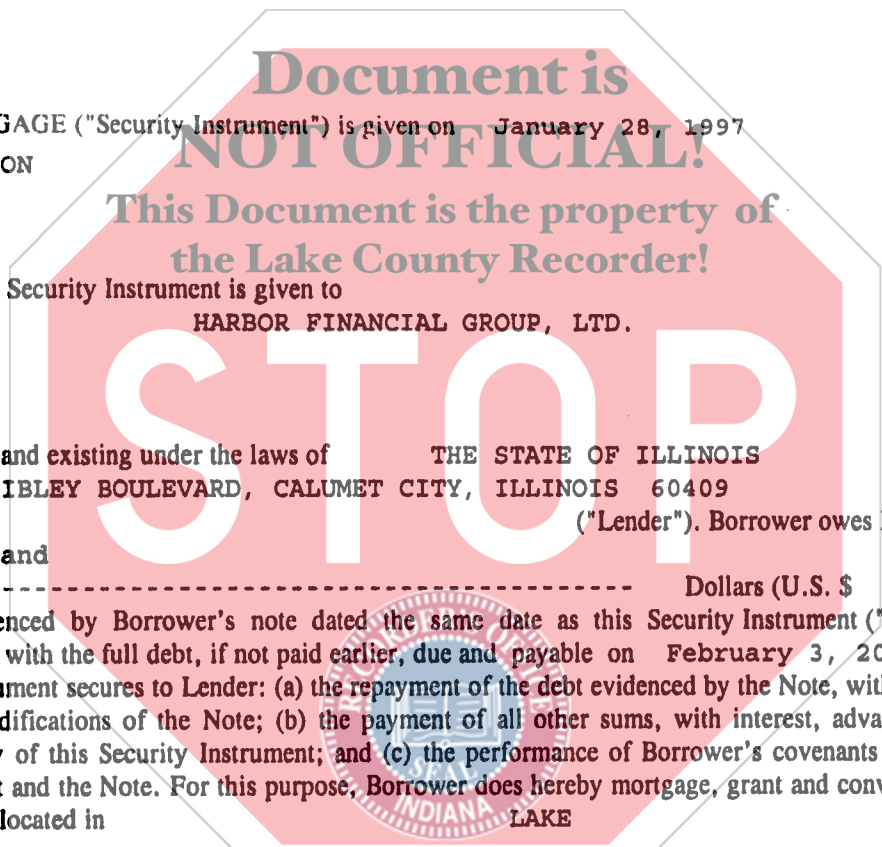 Document is
GAGE ("Security Instrument") is given on January 28, 1997
NOT OFFICIAL!
ON
This Document is the property of
the Lake County Recorder!
Security Instrument is given to
HARBOR FINANCIAL GROUP, LTD.
STOP
and existing under the laws of THE STATE OF ILLINOIS
IBLEY BOULEVARD, CALUMET CITY, ILLINOIS 60409
("Lender"). Borrower owes
and
------------------------------------------------ Dollars (U.S. $
enced by Borrower's note dated the same date as this Security Instrument ("
with the full debt, if not paid earlier, due and payable on February 3, 20
ument secures to Lender: (a) the repayment of the debt evidenced by the Note, wit
difications of the Note; (b) the payment of all other sums, with interest, adva
y of this Security Instrument; and (c) the performance of Borrower's covenants
t and the Note. For this purpose, Borrower does hereby mortgage, grant and conv
located in LAKE
RECORDER'S OFFICE
SEAL
INDIANA